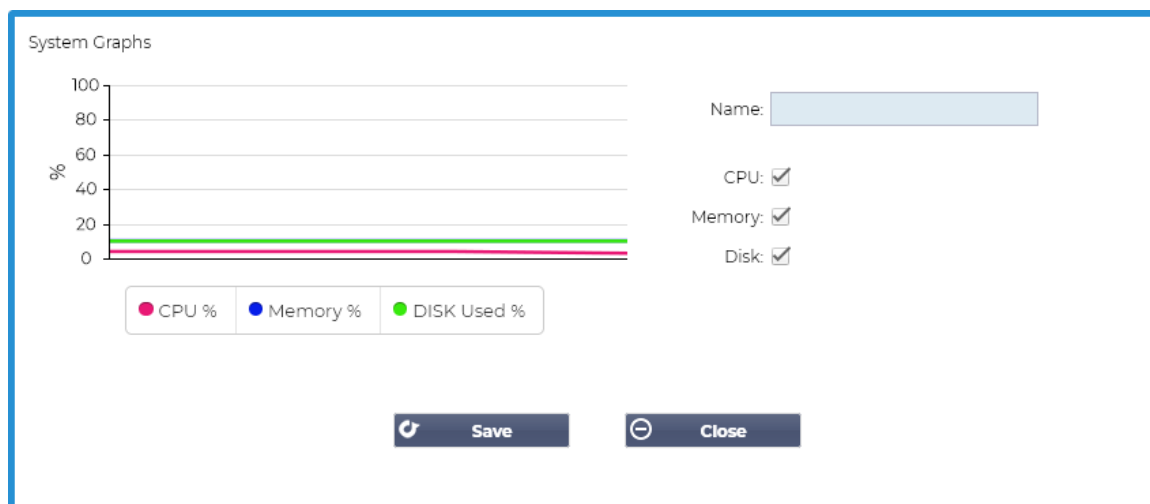 System Graphs
100
80
60
40
20
0
%
CPU %
Memory %
DISK Used %
Name:
CPU:
Memory:
Disk:
Save
Close